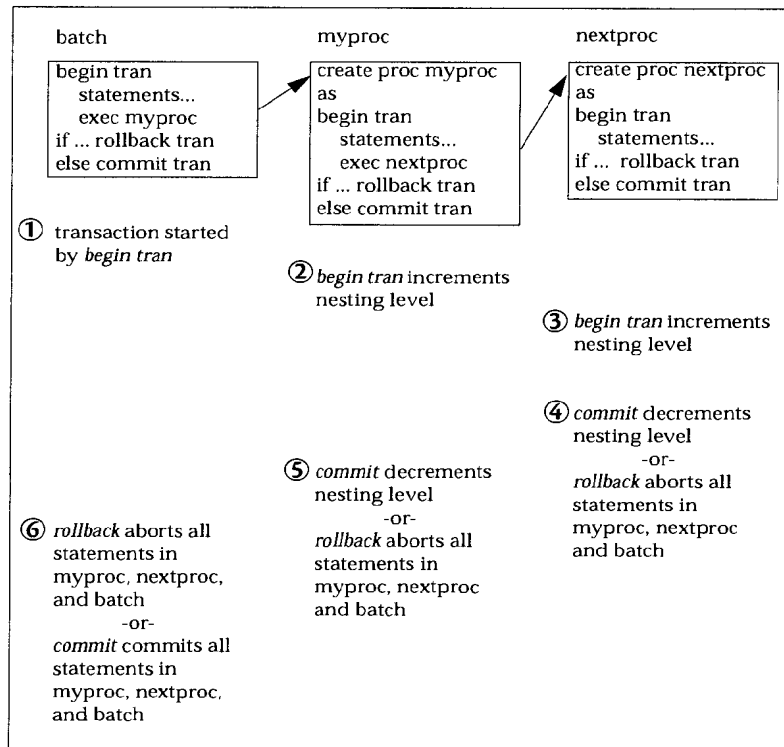 batch
begin tran
statements...
exec myproc
if ... rollback tran
else commit tran
myproc
create proc myproc
as
begin tran
statements...
exec nextproc
if ... rollback tran
else commit tran
nextproc
create proc nextproc
as
begin tran
statements...
if ... rollback tran
else commit tran
① transaction started
by begin tran
② begin tran increments
nesting level
③ begin tran increments
nesting level
④ commit decrements
nesting level
-or-
rollback aborts all
statements in
myproc, nextproc
and batch
⑤ commit decrements
nesting level
-or-
rollback aborts all
statements in
myproc, nextproc
and batch
⑥ rollback aborts all
statements in
myproc, nextproc,
and batch
-or-
commit commits all
statements in
myproc, nextproc,
and batch